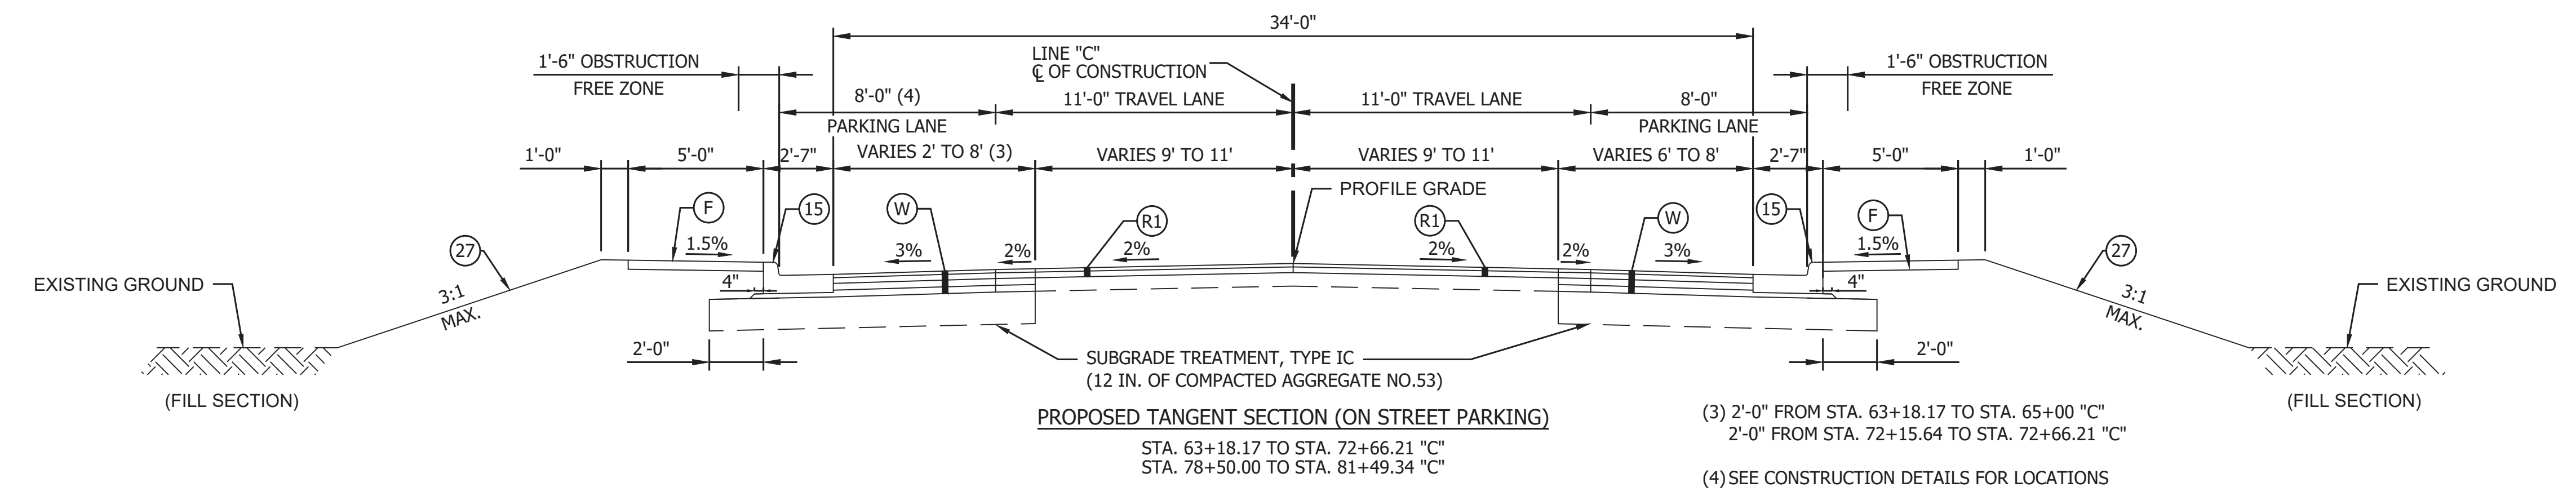 34'-0"
1'-6" OBSTRUCTION
FREE ZONE
LINE "C"
℄ OF CONSTRUCTION
1'-6" OBSTRUCTION
FREE ZONE
8'-0" (4)
PARKING LANE
11'-0" TRAVEL LANE
11'-0" TRAVEL LANE
8'-0"
PARKING LANE
1'-0"
5'-0"
2'-7"
VARIES 2' TO 8' (3)
VARIES 9' TO 11'
VARIES 9' TO 11'
VARIES 6' TO 8'
2'-7"
5'-0"
1'-0"
PROFILE GRADE
F
15
W
R1
R1
W
15
F
27
1.5%
3%
2%
2%
2%
2%
3%
1.5%
27
EXISTING GROUND
3:1
MAX.
4"
4"
3:1
MAX.
EXISTING GROUND
2'-0"
SUBGRADE TREATMENT, TYPE IC
(12 IN. OF COMPACTED AGGREGATE NO.53)
2'-0"
(FILL SECTION)
(FILL SECTION)
PROPOSED TANGENT SECTION (ON STREET PARKING)
STA. 63+18.17 TO STA. 72+66.21 "C"
STA. 78+50.00 TO STA. 81+49.34 "C"
(3) 2'-0" FROM STA. 63+18.17 TO STA. 65+00 "C"
2'-0" FROM STA. 72+15.64 TO STA. 72+66.21 "C"
(4) SEE CONSTRUCTION DETAILS FOR LOCATIONS